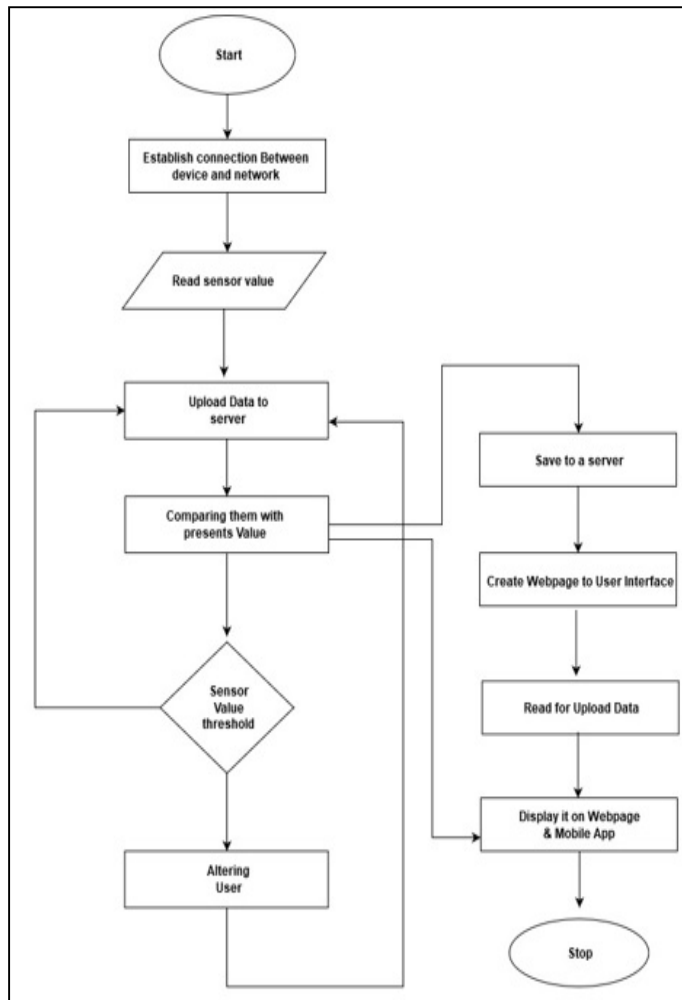 Start
Establish connection Between
device and network
Read sensor value
Upload Data to
server
Comparing them with
presents Value
Sensor
Value
threshold
Altering
User
Save to a server
Create Webpage to User Interface
Read for Upload Data
Display it on Webpage
& Mobile App
Stop